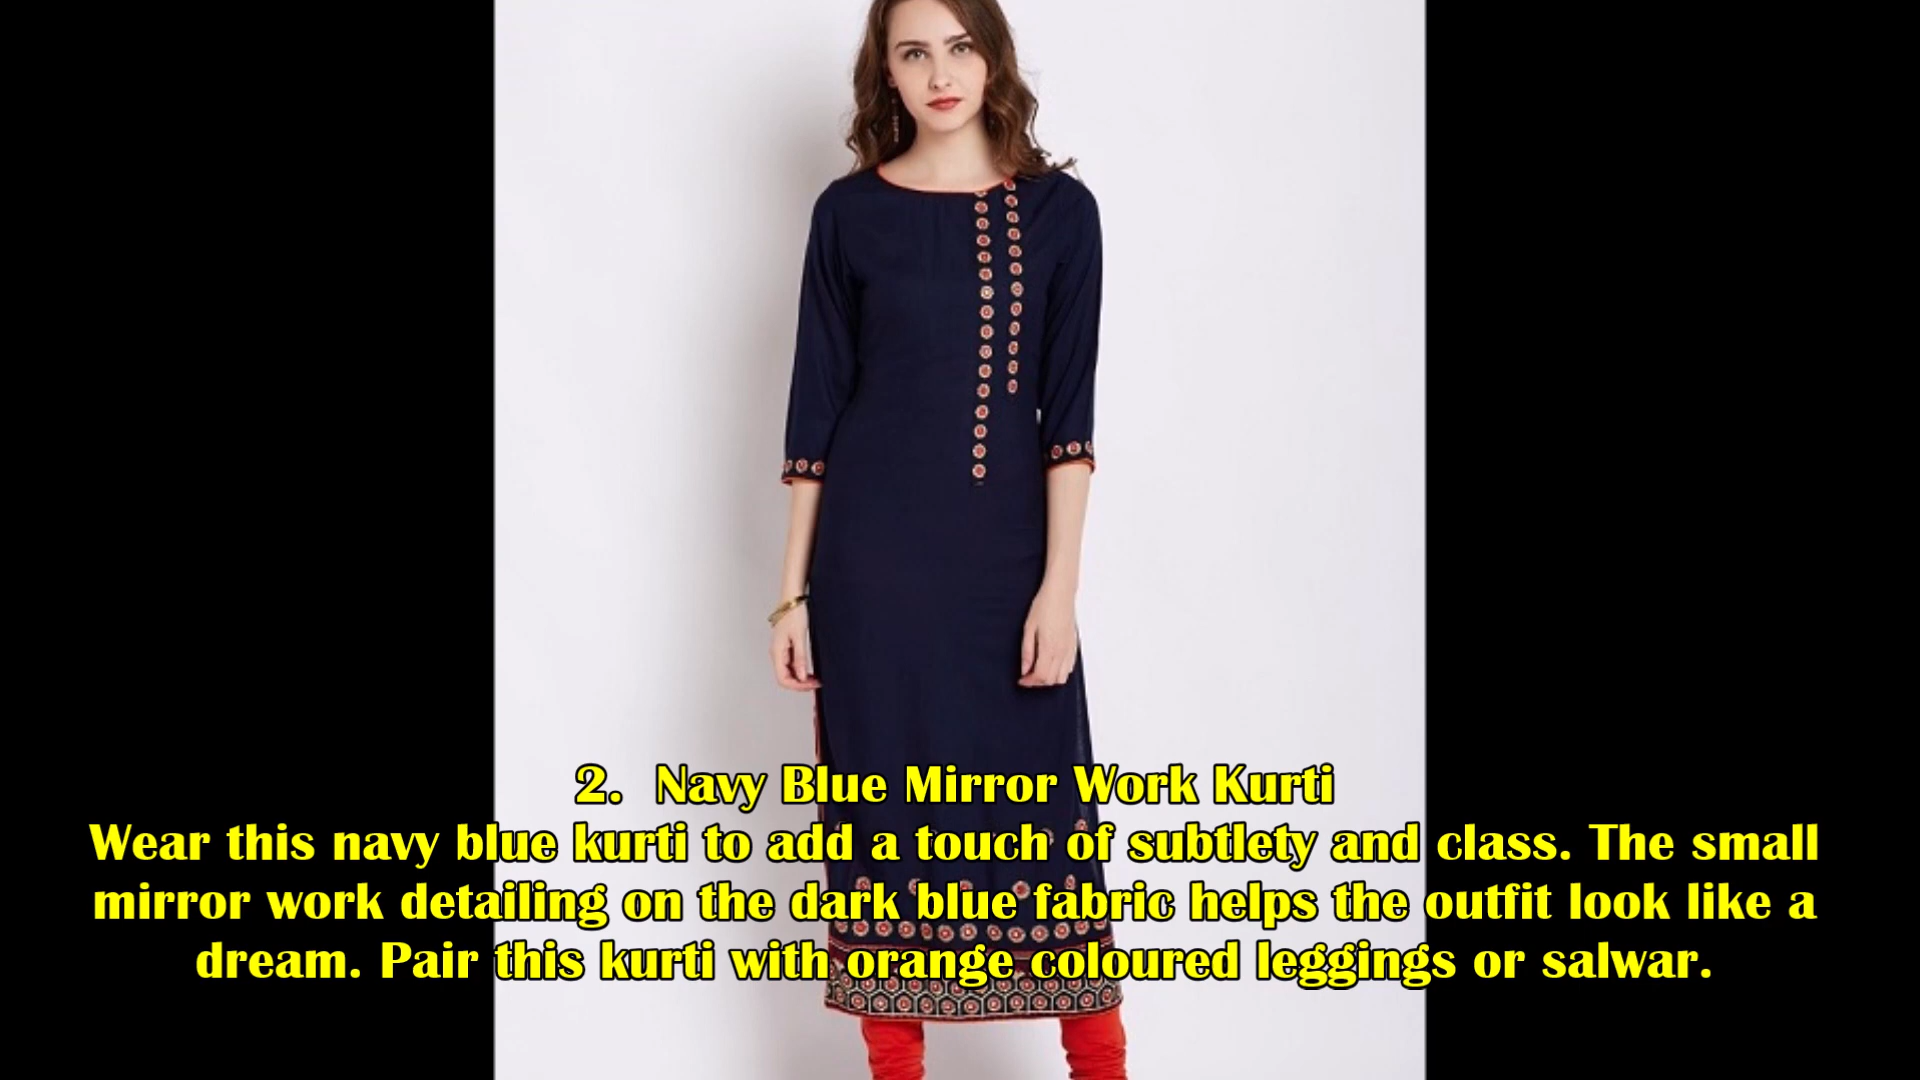 2. Navy Blue Mirror Work Kurti
Wear this navy blue kurti to add a touch of subtlety and class. The small
mirror work detailing on the dark blue fabric helps the outfit look like a
dream. Pair this kurti with orange coloured leggings or salwar.